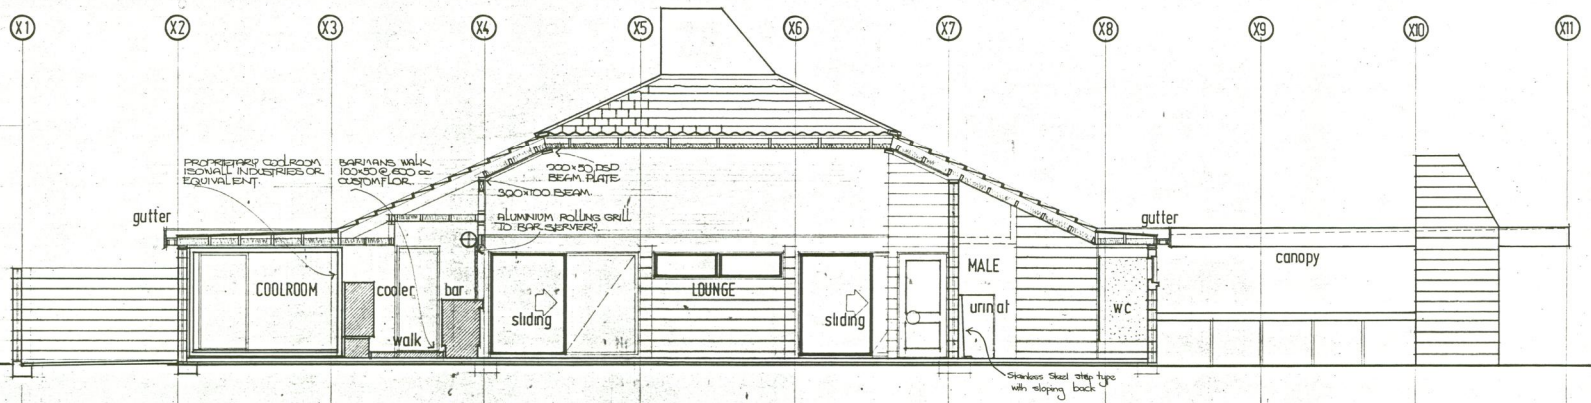 X1 X2 X3 X4 X5 X6 X7 X8 X9 X10 X11
PROPRIETARY COOLROOM
ISOWALL INDUSTRIES OR
EQUIVALENT.
BARMANS WALK
100×50 @ 600 cc
CUSTOMFLOR.
200×50 DSD
BEAM PLATE
300×100 BEAM.
ALUMINIUM ROLLING GRILL
TO BAR SERVERY.
gutter
gutter
canopy
COOLROOM
cooler
bar
walk
sliding
LOUNGE
sliding
MALE
urinal
wc
Stainless Steel step type
with sloping back